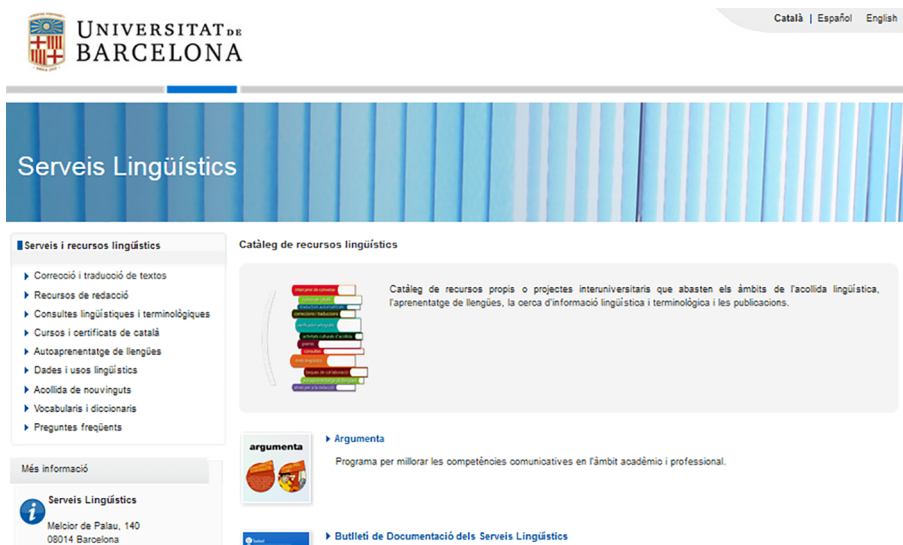 UNIVERSITAT DE
BARCELONA
Català | Español English
Serveis Lingüístics
Serveis i recursos lingüístics
Correcció i traducció de textos
Recursos de redacció
Consultes lingüístiques i terminològiques
Cursos i certificats de català
Autoaprenentatge de llengües
Dades i usos lingüístics
Acollida de nouvinguts
Vocabularis i diccionaris
Preguntes freqüents
Més informació
Serveis Lingüístics
Melcior de Palau, 140
08014 Barcelona
Catàleg de recursos lingüístics
Catàleg de recursos propis o projectes interuniversitaris que abasten els àmbits de l'acollida lingüística,
l'aprenentatge de llengües, la cerca d'informació lingüística i terminològica i les publicacions.
argumenta
Argumenta
Programa per millorar les competències comunicatives en l'àmbit acadèmic i professional.
Butlletí de Documentació dels Serveis Lingüístics